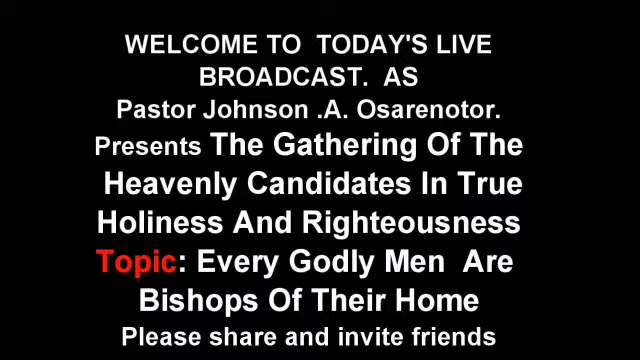 WELCOME TO  TODAY'S LIVE
BROADCAST.  AS
Pastor Johnson .A. Osarenotor.
Presents The Gathering Of The
Heavenly Candidates In True
Holiness And Righteousness
Topic: Every Godly Men  Are
Bishops Of Their Home
Please share and invite friends